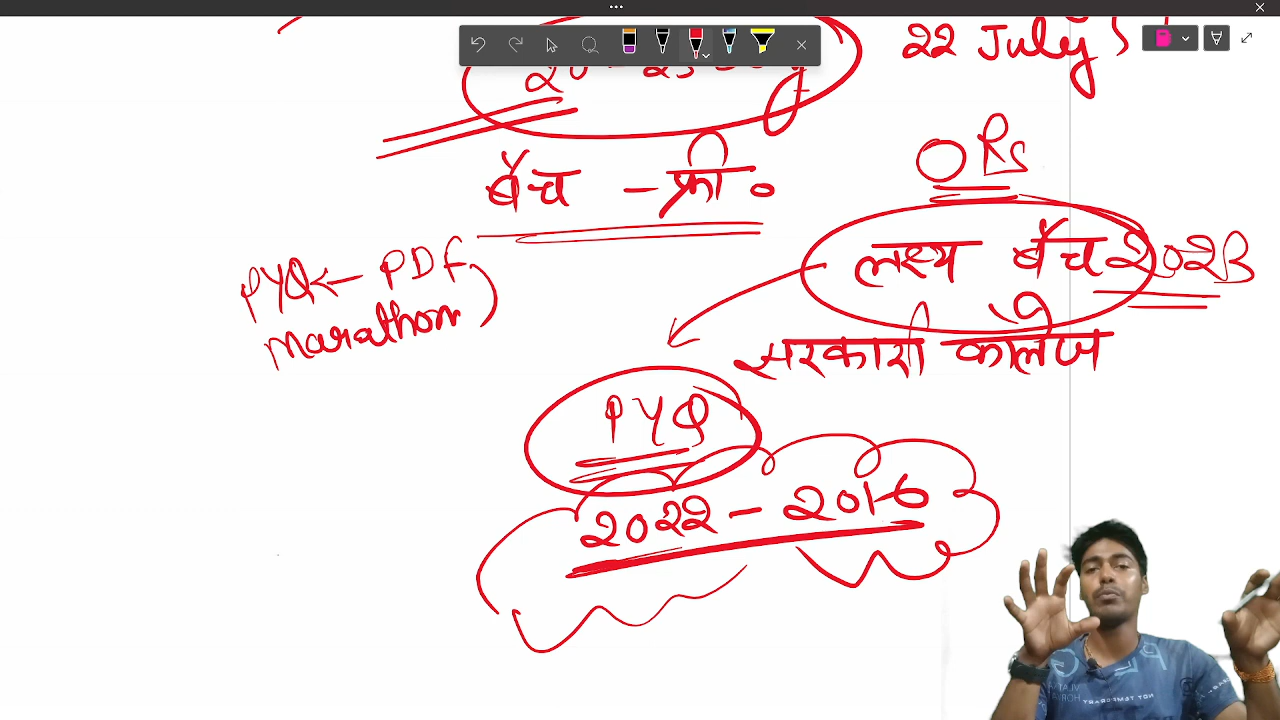 22 July
बैच - फ्री
0 Rs
लक्ष्य बैच 2023
सरकारी कॉलेज
PYQ ← PDF
Marathon
PYQ
2022 - 2016